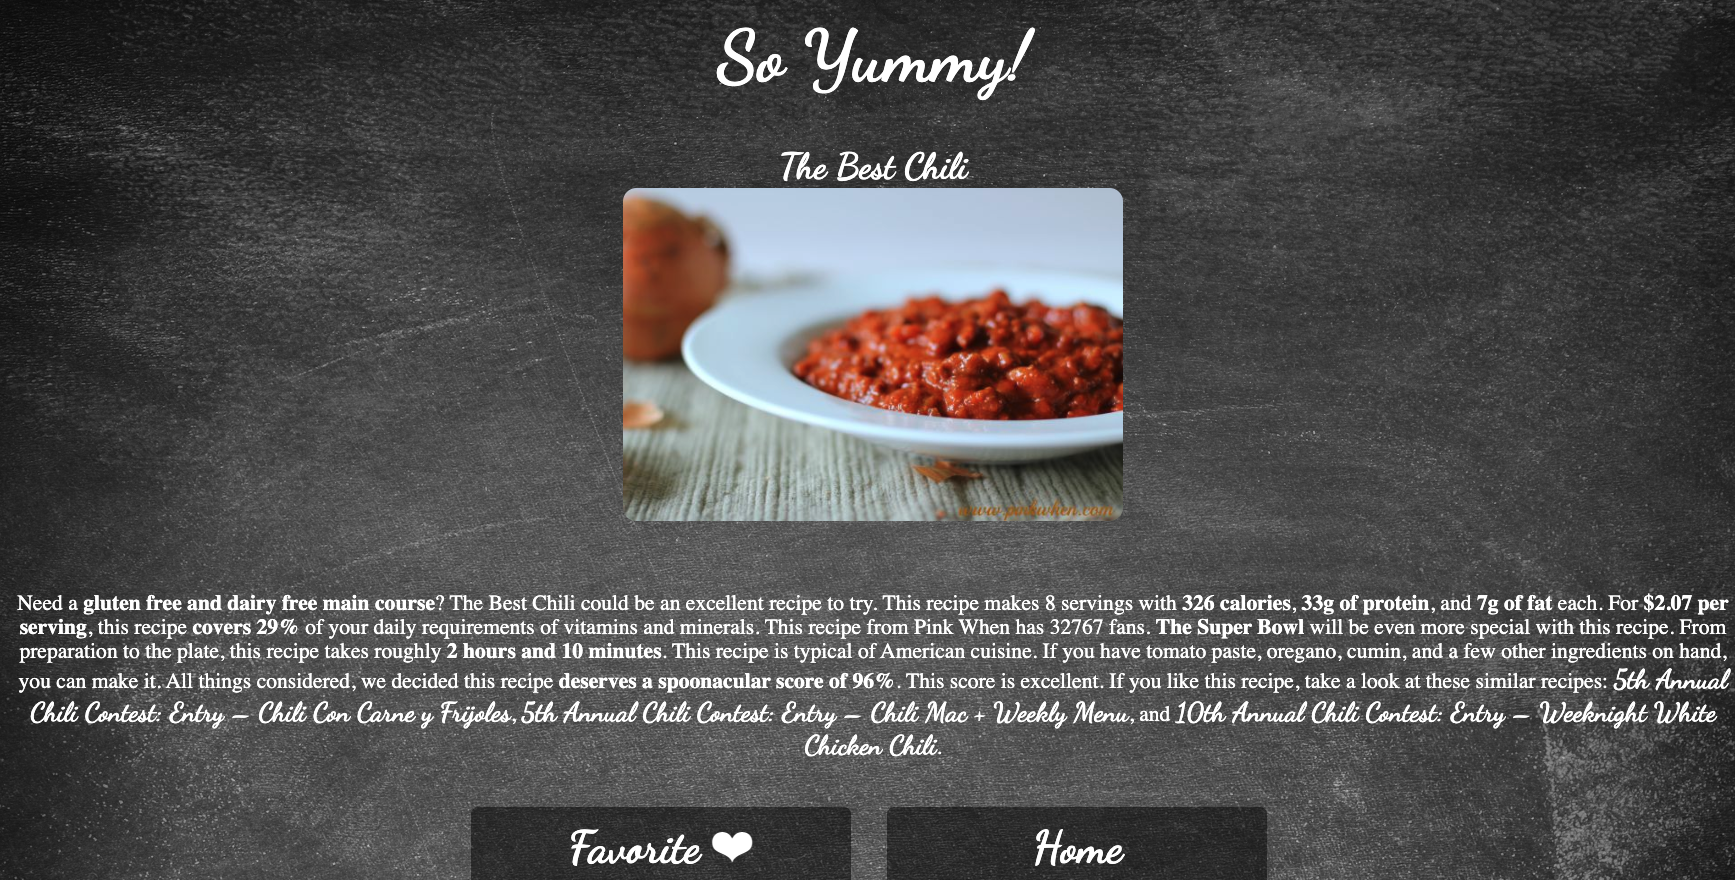 So Yummy!
The Best Chili
www.pinkwhen.com
Need a gluten free and dairy free main course? The Best Chili could be an excellent recipe to try. This recipe makes 8 servings with 326 calories, 33g of protein, and 7g of fat each. For $2.07 per
serving, this recipe covers 29% of your daily requirements of vitamins and minerals. This recipe from Pink When has 32767 fans. The Super Bowl will be even more special with this recipe. From
preparation to the plate, this recipe takes roughly 2 hours and 10 minutes. This recipe is typical of American cuisine. If you have tomato paste, oregano, cumin, and a few other ingredients on hand,
you can make it. All things considered, we decided this recipe deserves a spoonacular score of 96%. This score is excellent. If you like this recipe, take a look at these similar recipes: 5th Annual
Chili Contest: Entry – Chili Con Carne y Frijoles, 5th Annual Chili Contest: Entry – Chili Mac + Weekly Menu, and 10th Annual Chili Contest: Entry – Weeknight White
Chicken Chili.
Favorite ❤
Home